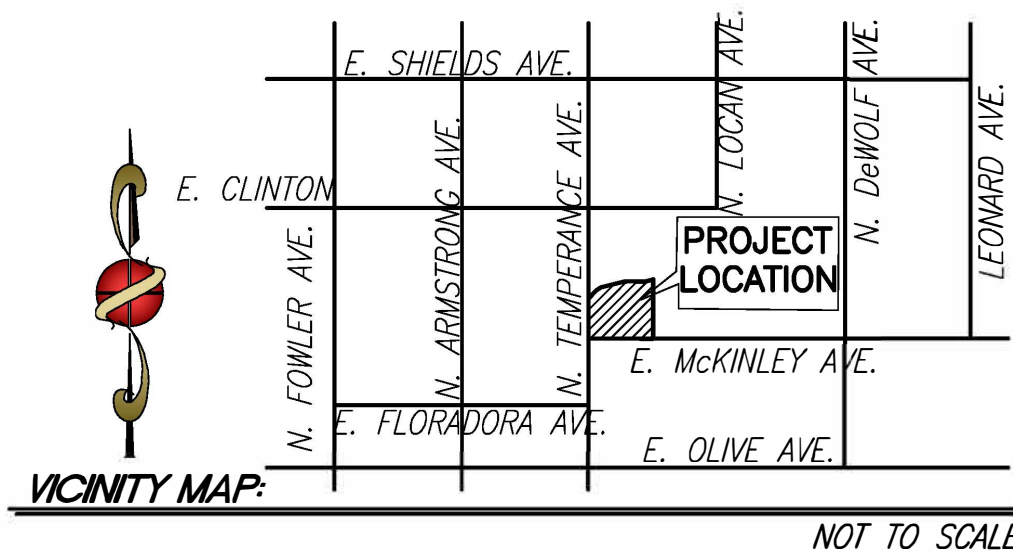 E. SHIELDS AVE.
N. LOCAN AVE.
N. DeWOLF AVE.
LEONARD AVE.
E. CLINTON
N. FOWLER AVE.
N. ARMSTRONG AVE.
N. TEMPERANCE AVE.
PROJECT
LOCATION
E. McKINLEY AVE.
E. FLORADORA AVE.
E. OLIVE AVE.
VICINITY MAP:
NOT TO SCALE